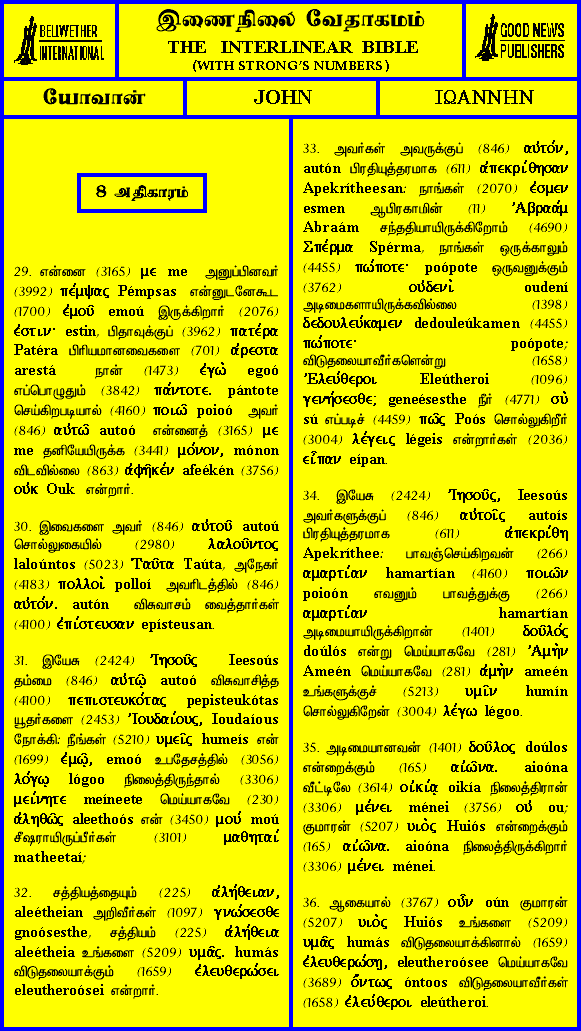 BELLWETHER
INTERNATIONAL
இணைநிலை வேதாகமம்
THE INTERLINEAR BIBLE
(WITH STRONG'S NUMBERS)
GOOD NEWS
PUBLISHERS
யோவான்
JOHN
ΙΩΑΝΝΗΝ
8 அதிகாரம்
29. என்னை (3165) με me அனுப்பினவர்
(3992) πέμψας Pémpsas என்னுடனேகூட
(1700) ἐμοῦ emoú இருக்கிறார் (2076)
ἐστιν· estin, பிதாவுக்குப் (3962) πατέρα
Patéra பிரியமானவைகளை (701) ἀρεστα
arestá நான் (1473) ἐγὼ egoó
எப்பொழுதும் (3842) πάντοτε. pántote
செய்கிறபடியால் (4160) ποιῶ poioó அவர்
(846) αὐτῶ autoó என்னைத் (3165) με
me தனியேயிருக்க (3441) μόνον, mónon
விடவில்லை (863) ἀφῆκέν afeékén (3756)
οὐκ Ouk என்றார்.
30. இவைகளை அவர் (846) αὐτοῦ autoú
சொல்லுகையில் (2980) λαλοῦντος
laloúntos (5023) Ταῦτα Taúta, அநேகர்
(4183) πολλοὶ polloí அவரிடத்தில் (846)
αὐτόν. autón விசுவாசம் வைத்தார்கள்
(4100) ἐπίστευσαν epísteusan.
31. இயேசு (2424) Ἰησοῦς Ieesoús
தம்மை (846) αὐτῷ autoó விசுவாசித்த
(4100) πεπιστευκότας pepisteukótas
யூதர்களை (2453) Ἰουδαίους, Ioudaíous
நோக்கி: நீங்கள் (5210) υμεῖς humeís என்
(1699) ἐμῷ, emoó உபதேசத்தில் (3056)
λόγῳ lógoo நிலைத்திருந்தால் (3306)
μείνητε meíneete மெய்யாகவே (230)
ἀληθῶς aleethoós என் (3450) μού moú
சீஷராயிருப்பீர்கள் (3101) μαθηταί
matheetaí;
32. சத்தியத்தையும் (225) ἀλήθειαν,
aleétheian அறிவீர்கள் (1097) γνώσεσθε
gnoósesthe, சத்தியம் (225) ἀλήθεια
aleétheia உங்களை (5209) υμᾶς. humás
விடுதலையாக்கும் (1659) ἐλευθερώσει
eleutheroósei என்றார்.
33. அவர்கள் அவருக்குப் (846) αὐτόν,
autón பிரதியுத்தரமாக (611) ἀπεκρίθησαν
Apekrítheesan: நாங்கள் (2070) ἐσμεν
esmen ஆபிரகாமின் (11) Ἀβραάμ
Abraám சந்ததியாயிருக்கிறோம் (4690)
Σπέρμα Spérma, நாங்கள் ஒருக்காலும்
(4455) πώποτε· poópote ஒருவனுக்கும்
(3762) οὐδενὶ oudení
அடிமைகளாயிருக்கவில்லை (1398)
δεδουλεύκαμεν dedouleúkamen (4455)
πώποτε· poópote;
விடுதலையாவீர்களென்று (1658)
Ἐλεύθεροι Eleútheroi (1096)
γενήσεσθε; geneésesthe நீர் (4771) σὺ
sú எப்படிச் (4459) πῶς Poós சொல்லுகிறீர்
(3004) λέγεις légeis என்றார்கள் (2036)
εἶπαν eípan.
34. இயேசு (2424) Ἰησοῦς, Ieesoús
அவர்களுக்குப் (846) αὐτοῖς autoís
பிரதியுத்தரமாக (611) ἀπεκρίθη
Apekríthee: பாவஞ்செய்கிறவன் (266)
αμαρτίαν hamartían (4160) ποιῶν
poioón எவனும் பாவத்துக்கு (266)
αμαρτίαν hamartían
அடிமையாயிருக்கிறான் (1401) δοῦλός
doúlós என்று மெய்யாகவே (281) Ἀμὴν
Ameén மெய்யாகவே (281) ἀμὴν ameén
உங்களுக்குச் (5213) υμῖν humín
சொல்லுகிறேன் (3004) λέγω légoo.
35. அடிமையானவன் (1401) δοῦλος doúlos
என்றைக்கும் (165) αἰῶνα. aioóna
வீட்டிலே (3614) οἰκίᾳ oikía நிலைத்திரான்
(3306) μένει ménei (3756) οὐ ou;
குமாரன் (5207) υιὸς Huiós என்றைக்கும்
(165) αἰῶνα. aioóna நிலைத்திருக்கிறார்
(3306) μένει ménei.
36. ஆகையால் (3767) οὖν oún குமாரன்
(5207) υιὸς Huiós உங்களை (5209)
υμᾶς humás விடுதலையாக்கினால் (1659)
ἐλευθερώσῃ, eleutheroósee மெய்யாகவே
(3689) ὄντως óntoos விடுதலையாவீர்கள்
(1658) ἐλεύθεροι eleútheroi.